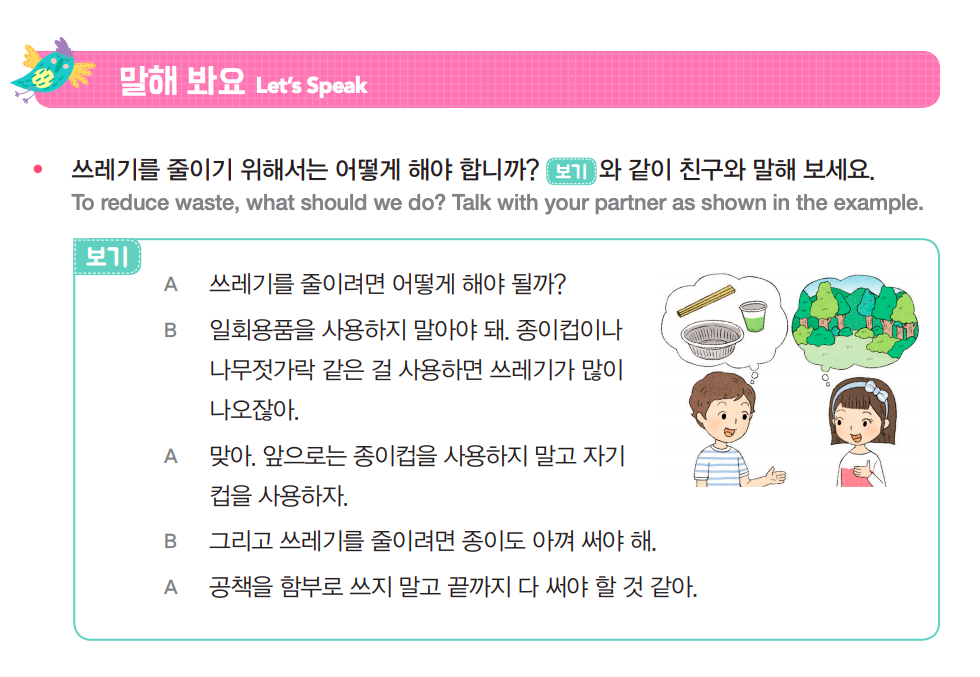 말해 봐요 Let's Speak
• 쓰레기를 줄이기 위해서는 어떻게 해야 합니까? 보기 와 같이 친구와 말해 보세요.
To reduce waste, what should we do? Talk with your partner as shown in the example.
보기
A 쓰레기를 줄이려면 어떻게 해야 될까?
B 일회용품을 사용하지 말아야 돼. 종이컵이나
나무젓가락 같은 걸 사용하면 쓰레기가 많이
나오잖아.
A 맞아. 앞으로는 종이컵을 사용하지 말고 자기
컵을 사용하자.
B 그리고 쓰레기를 줄이려면 종이도 아껴 써야 해.
A 공책을 함부로 쓰지 말고 끝까지 다 써야 할 것 같아.